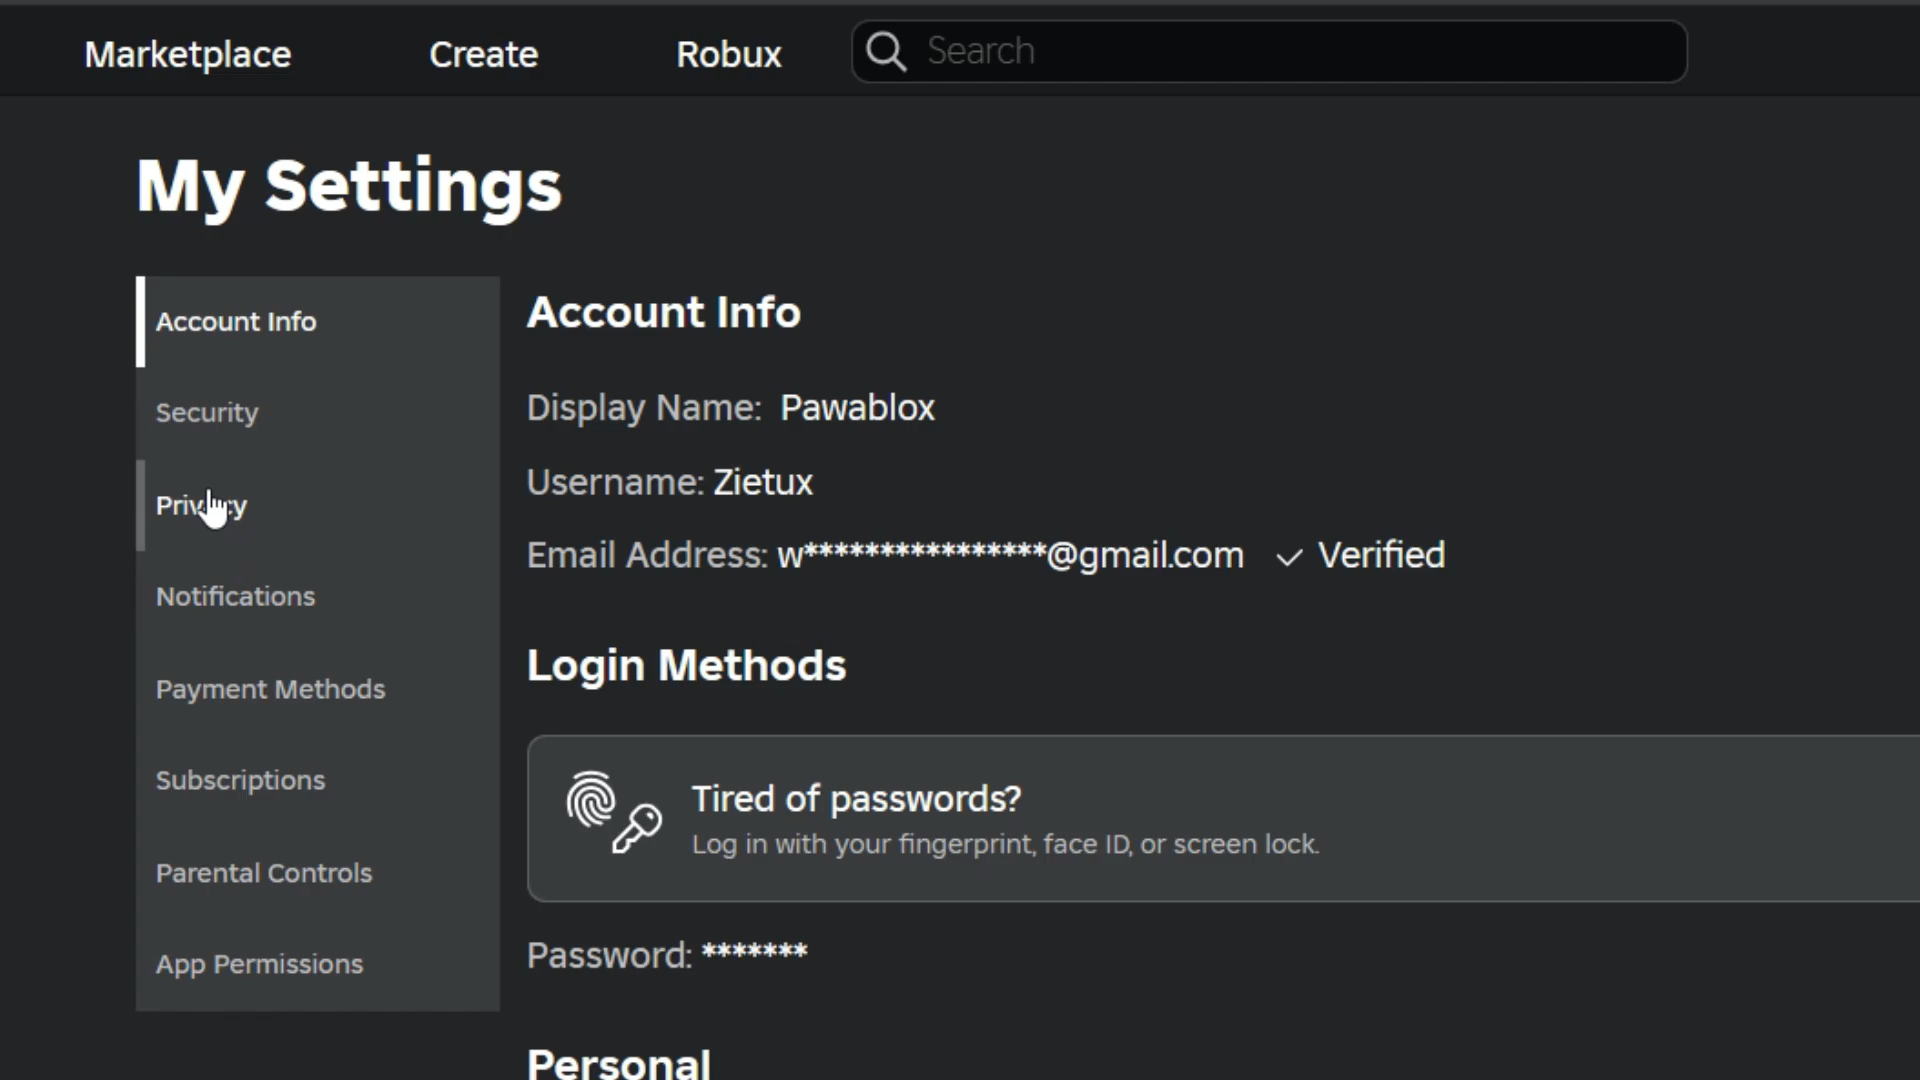 Marketplace Create Robux Search
My Settings
Account Info
Security
Privacy
Notifications
Payment Methods
Subscriptions
Parental Controls
App Permissions
Account Info
Display Name: Pawablox
Username: Zietux
Email Address: w****************@gmail.com ✓ Verified
Login Methods
Tired of passwords?
Log in with your fingerprint, face ID, or screen lock.
Password: *******
Personal